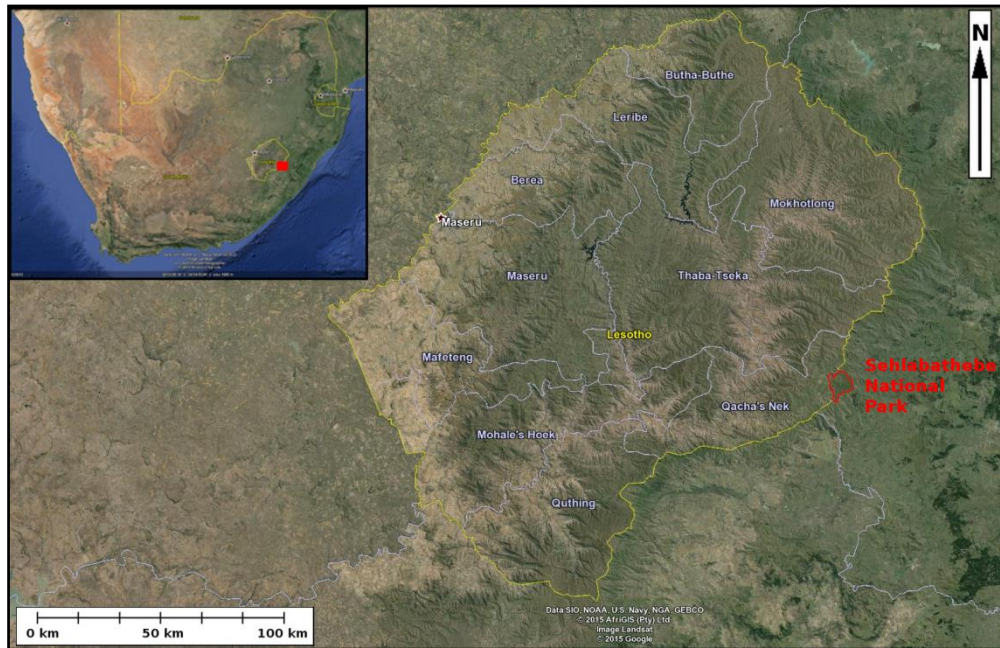 N
Butha-Buthe
Leribe
Berea
Mokhotlong
Maseru
Maseru
Thaba-Tseka
Lesotho
Mafeteng
Sehlabathebe
National
Park
Qacha's Nek
Mohale's Hoek
Quthing
Data SIO, NOAA, U.S. Navy, NGA, GEBCO
© 2015 AfriGIS (Pty) Ltd
Image Landsat
© 2015 Google
0 km 50 km 100 km